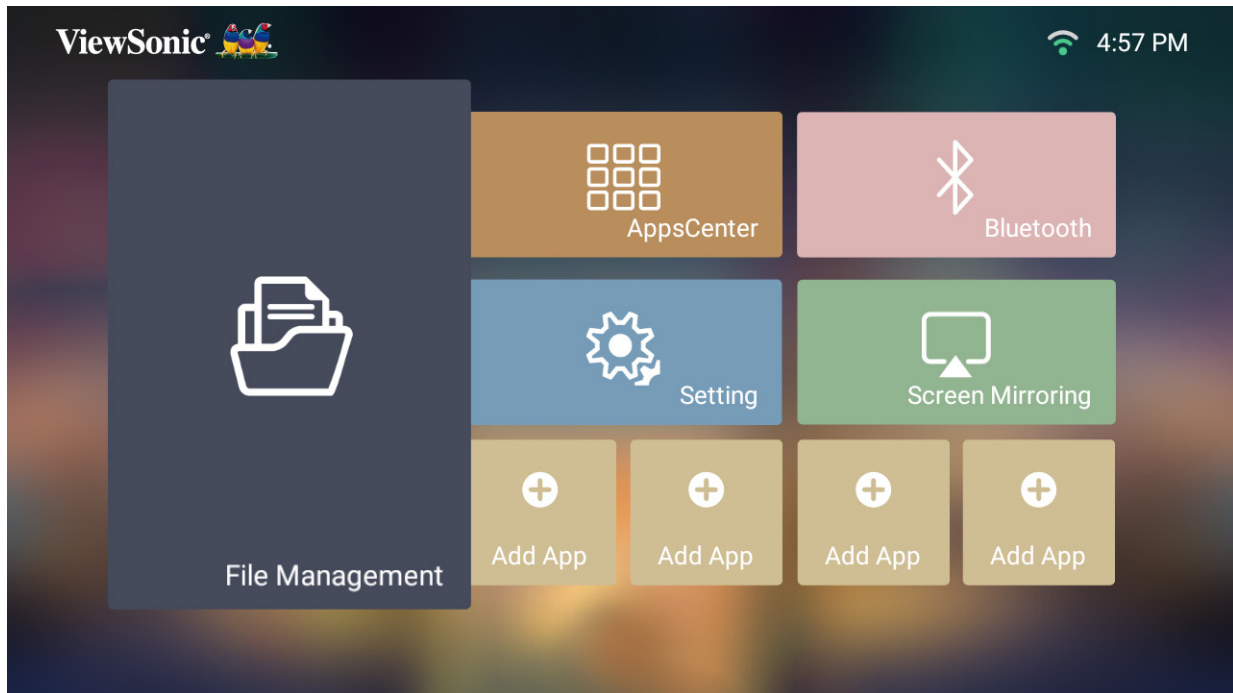 ViewSonic®
4:57 PM
AppsCenter
Bluetooth
Setting
Screen Mirroring
File Management
Add App
Add App
Add App
Add App